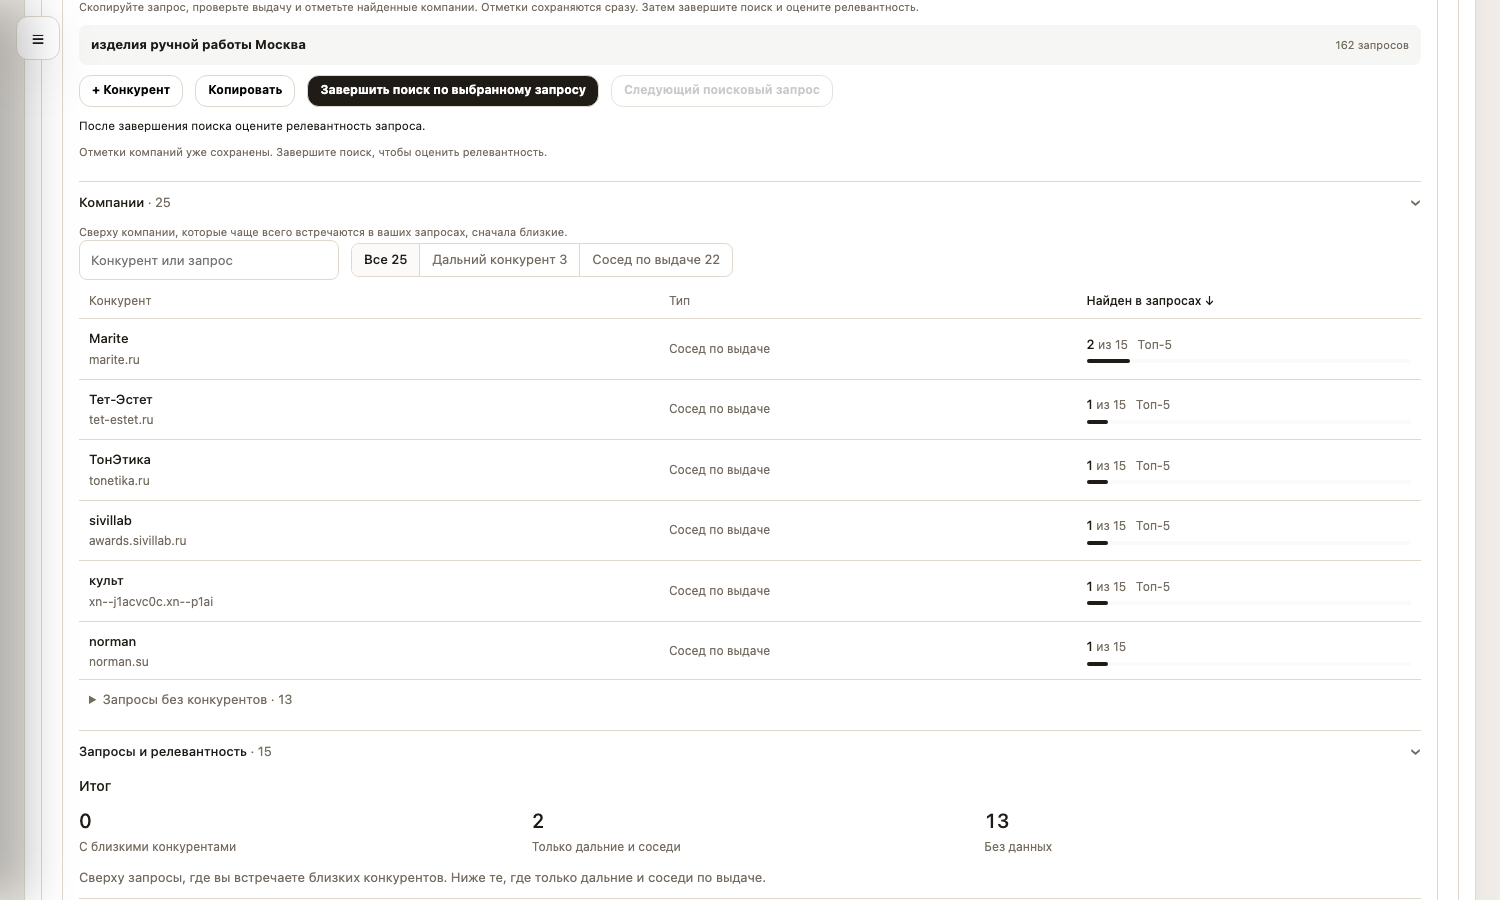 Скопируйте запрос, проверьте выдачу и отметьте найденные компании. Отметки сохраняются сразу. Затем завершите поиск и оцените релевантность.
изделия ручной работы Москва 162 запросов
+ Конкурент Копировать Завершить поиск по выбранному запросу Следующий поисковый запрос
После завершения поиска оцените релевантность запроса.
Отметки компаний уже сохранены. Завершите поиск, чтобы оценить релевантность.
Компании · 25
Сверху компании, которые чаще всего встречаются в ваших запросах, сначала близкие.
Конкурент или запрос Все 25 Дальний конкурент 3 Сосед по выдаче 22
Конкурент Тип Найден в запросах ↓
Marite
marite.ru Сосед по выдаче 2 из 15 Топ-5
Тет-Эстет
tet-estet.ru Сосед по выдаче 1 из 15 Топ-5
ТонЭтика
tonetika.ru Сосед по выдаче 1 из 15 Топ-5
sivillab
awards.sivillab.ru Сосед по выдаче 1 из 15 Топ-5
культ
xn--j1acvc0c.xn--p1ai Сосед по выдаче 1 из 15 Топ-5
norman
norman.su Сосед по выдаче 1 из 15
Запросы без конкурентов · 13
Запросы и релевантность · 15
Итог
0 2 13
С близкими конкурентами Только дальние и соседи Без данных
Сверху запросы, где вы встречаете близких конкурентов. Ниже те, где только дальние и соседи по выдаче.